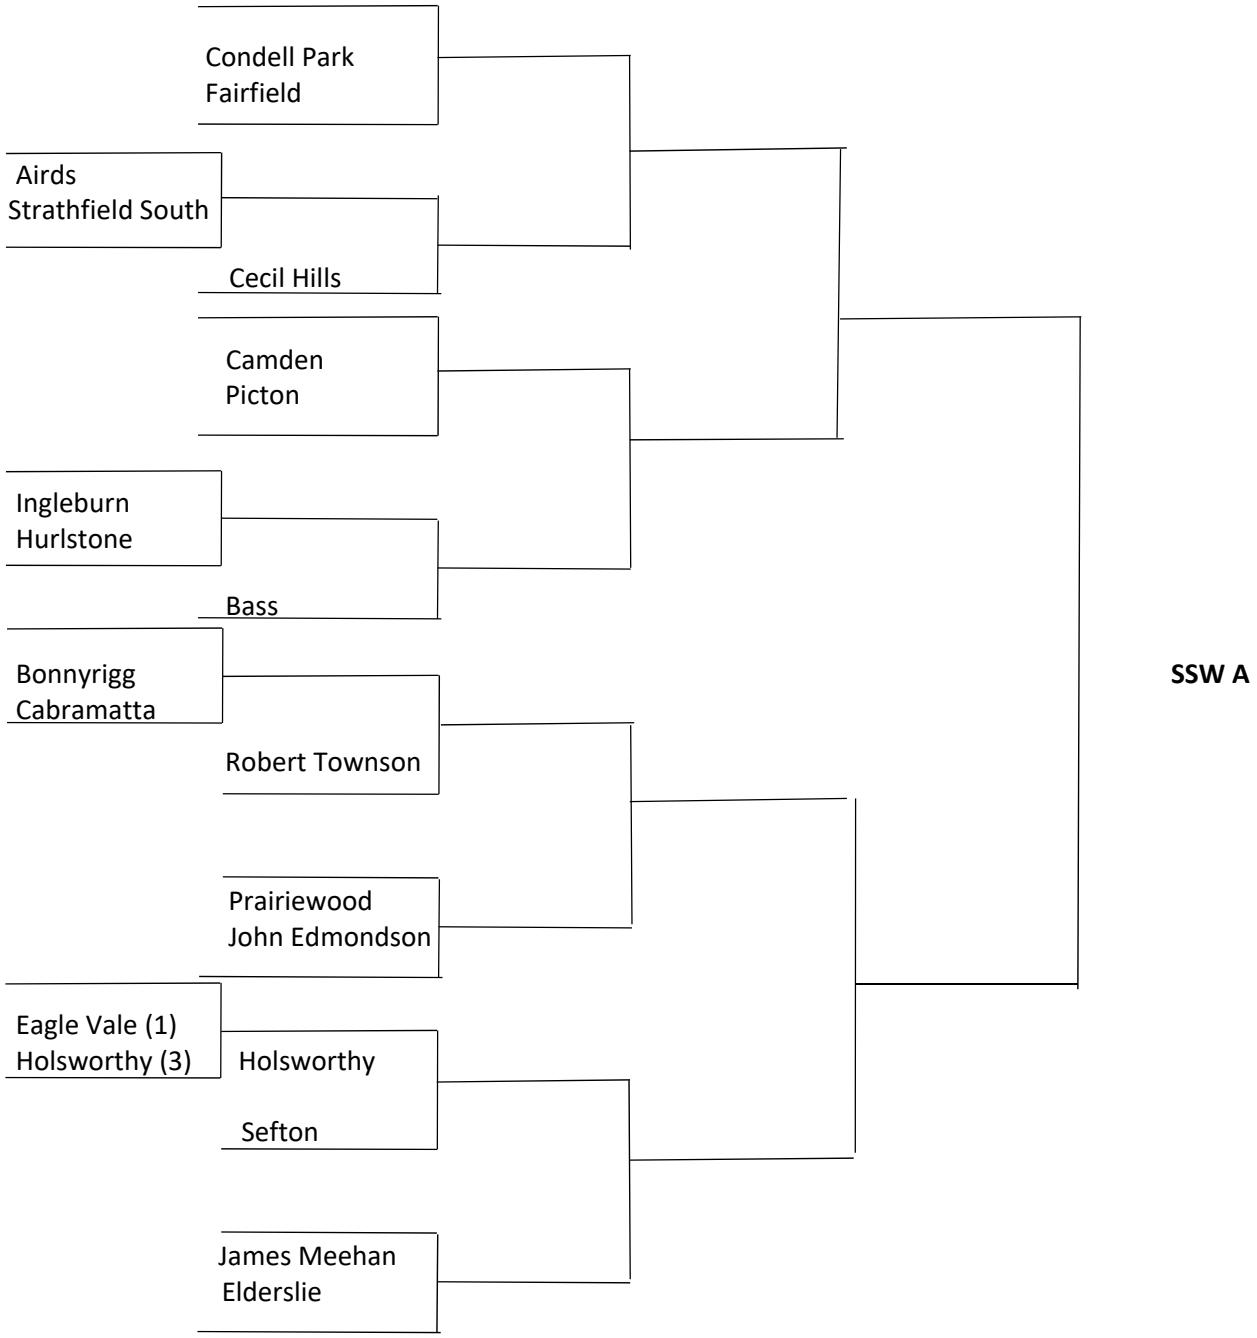 Condell Park
Fairfield
Airds
Strathfield South
Cecil Hills
Camden
Picton
Ingleburn
Hurlstone
Bass
Bonnyrigg
Cabramatta
SSW A
Robert Townson
Prairiewood
John Edmondson
Eagle Vale (1)
Holsworthy (3)
Holsworthy
Sefton
James Meehan
Elderslie